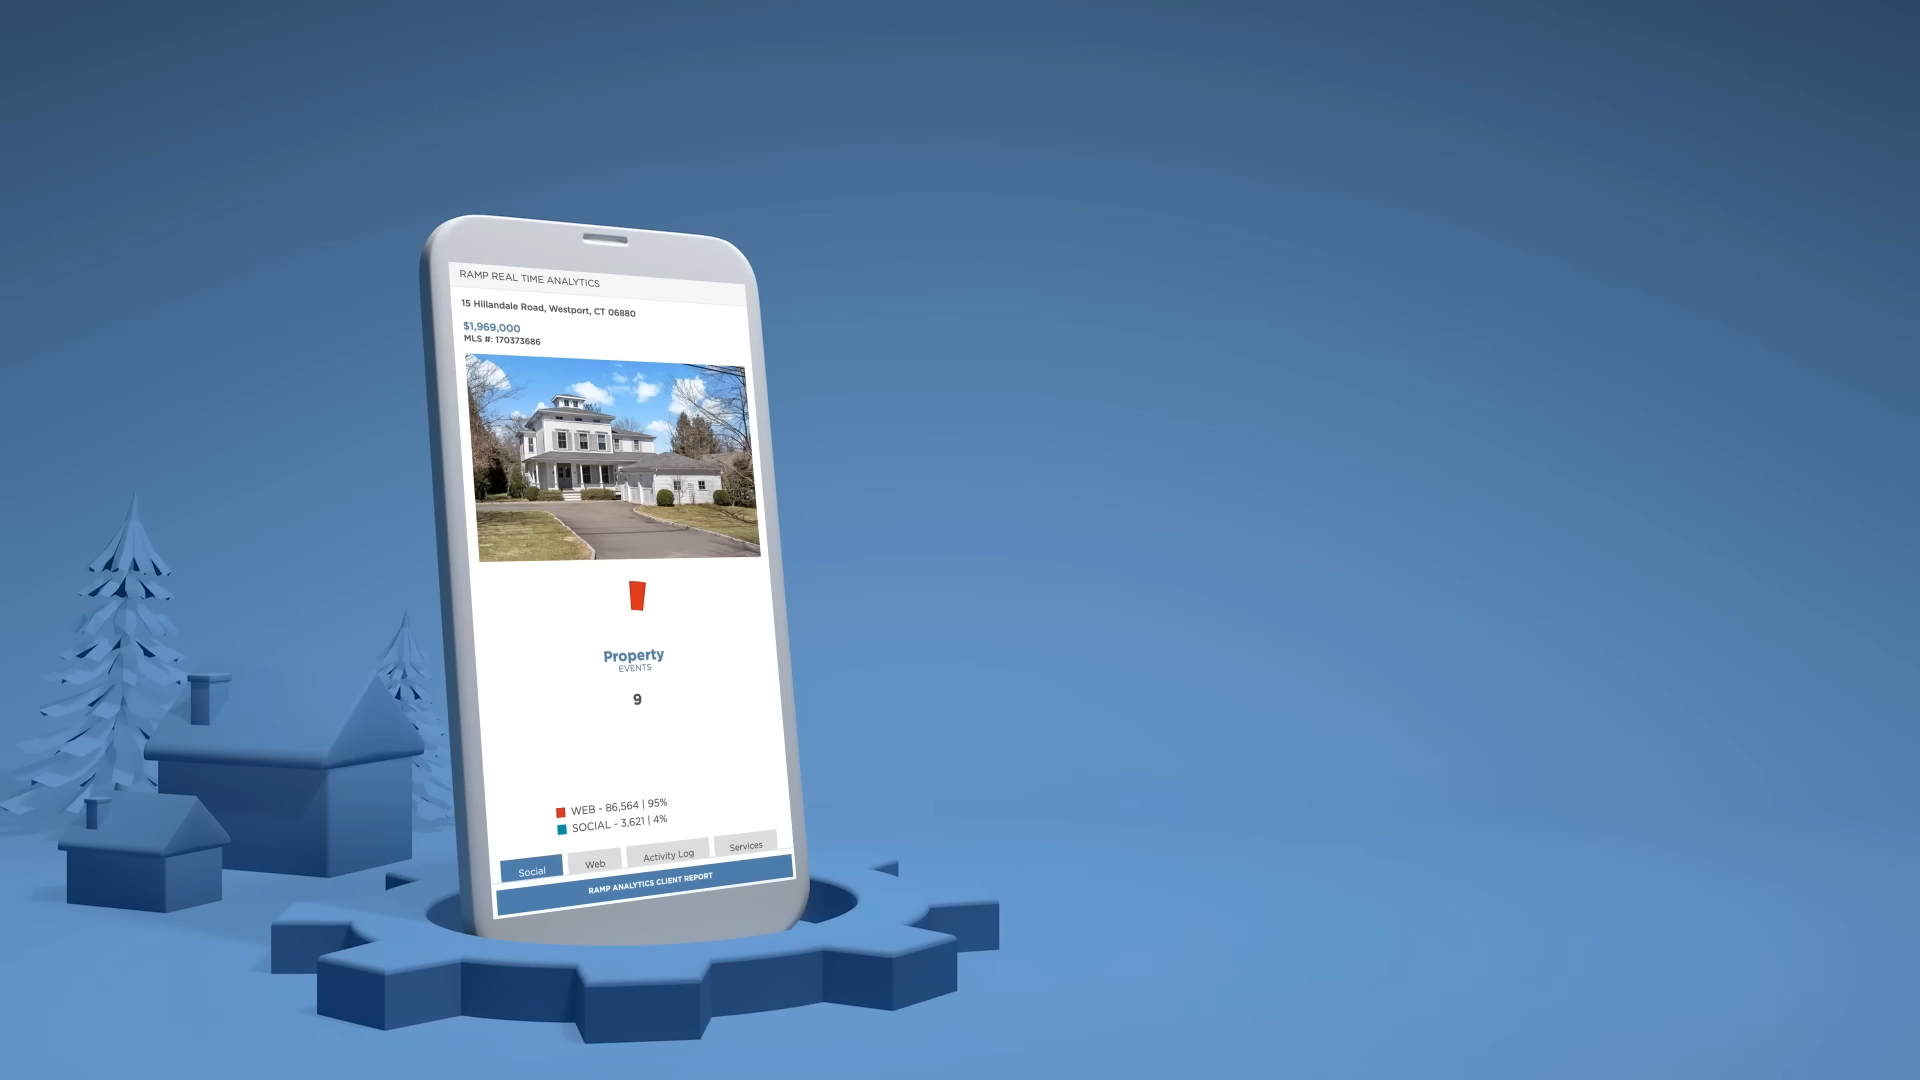 RAMP REAL TIME ANALYTICS
15 Hillandale Road, Westport, CT 06880
$1,969,000
MLS #: 170373686
Property
EVENTS
9
WEB - 86,564 | 95%
SOCIAL - 3,621 | 4%
Social Web Activity Log Services
RAMP ANALYTICS CLIENT REPORT